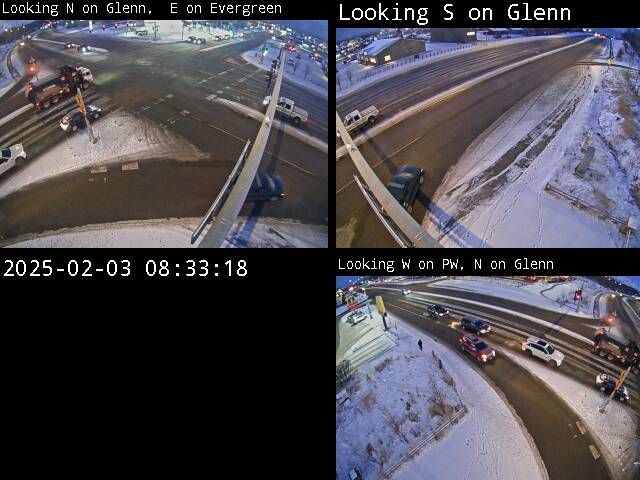 Looking N on Glenn,  E on Evergreen
Looking S on Glenn
2025-02-03 08:33:18
Looking W on PW, N on Glenn